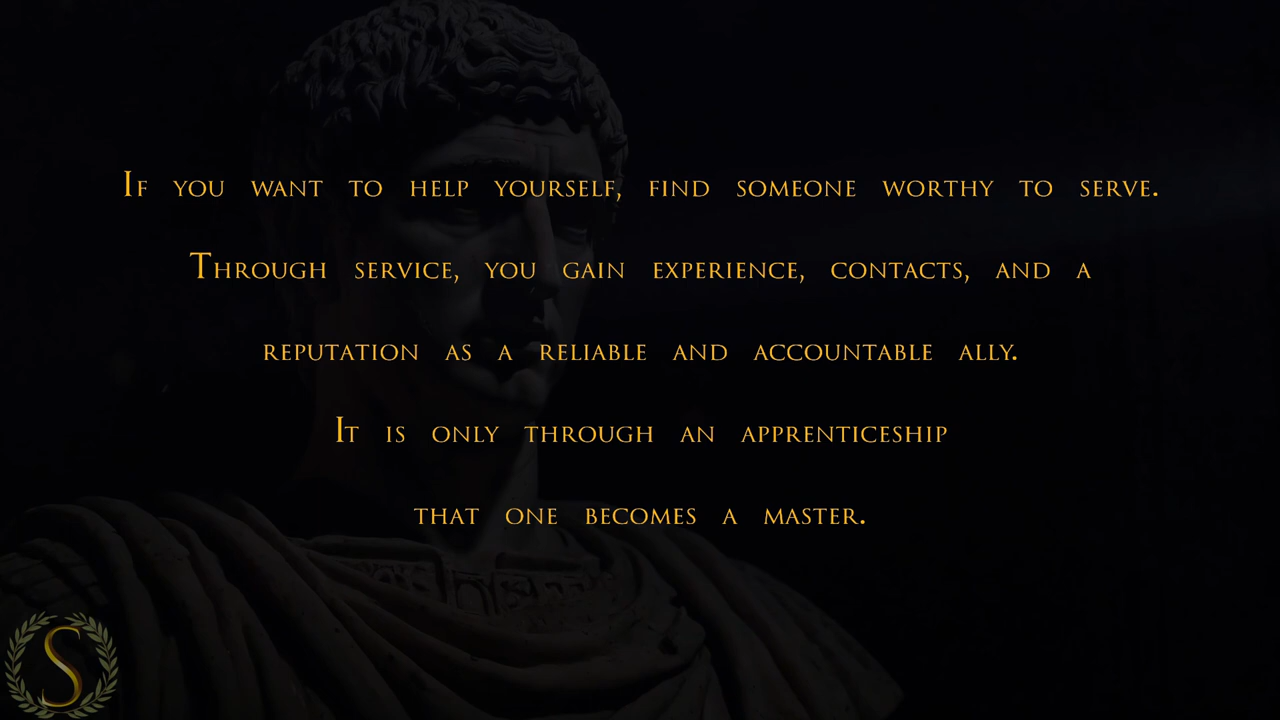 If you want to help yourself, find someone worthy to serve.
Through service, you gain experience, contacts, and a
reputation as a reliable and accountable ally.
It is only through an apprenticeship
that one becomes a master.
S